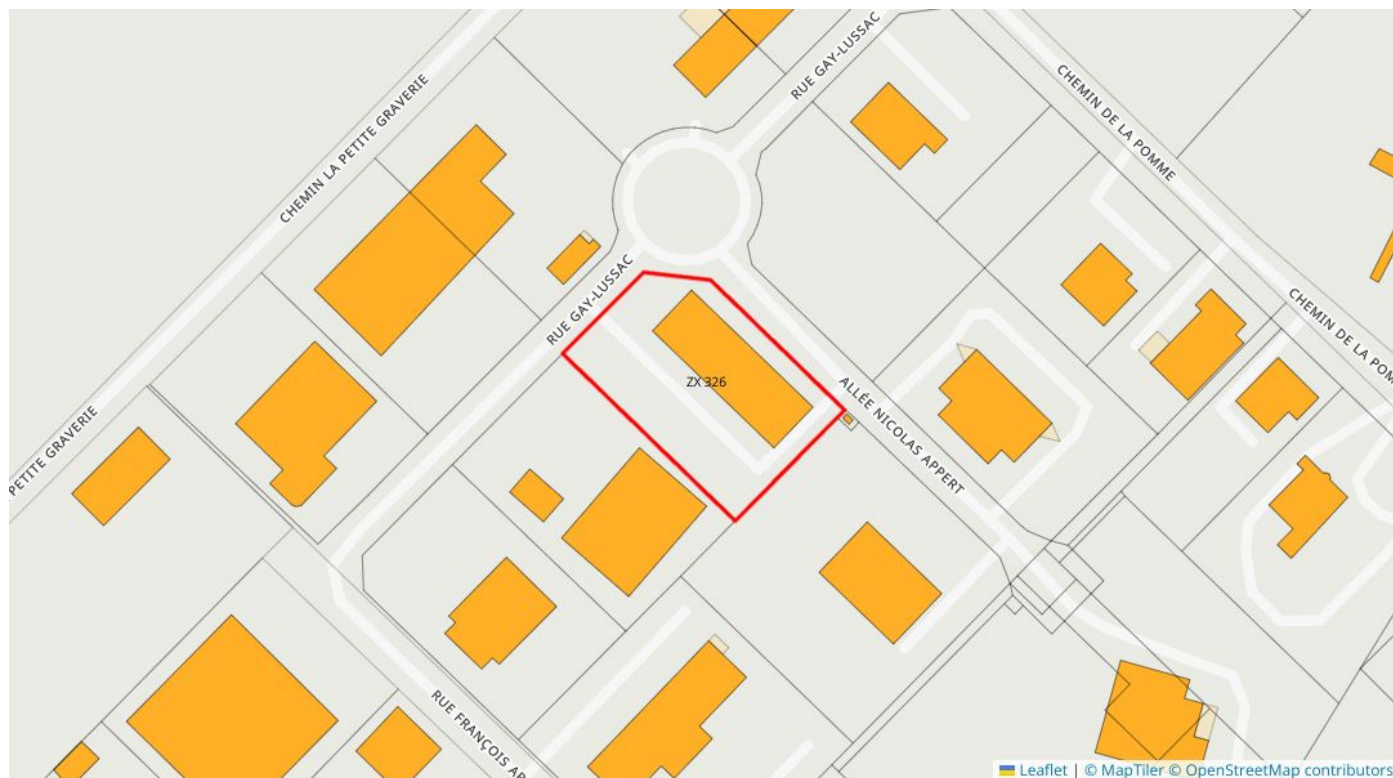 RUE GAY-LUSSAC
CHEMIN DE LA POMME
CHEMIN LA PETITE GRAVERIE
RUE GAY-LUSSAC
CHEMIN DE LA POM
ZX 326
PETITE GRAVERIE
ALLÉE NICOLAS APPERT
RUE FRANÇOIS AP
Leaflet | © MapTiler © OpenStreetMap contributors